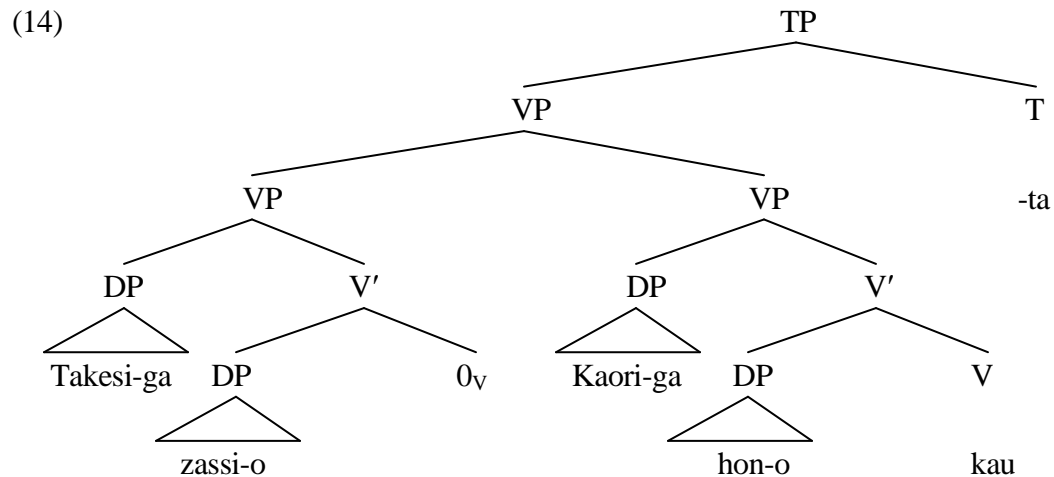 (14) TP
VP T
VP VP -ta
DP V′ DP V′
Takesi-ga DP 0V Kaori-ga DP V
zassi-o hon-o kau